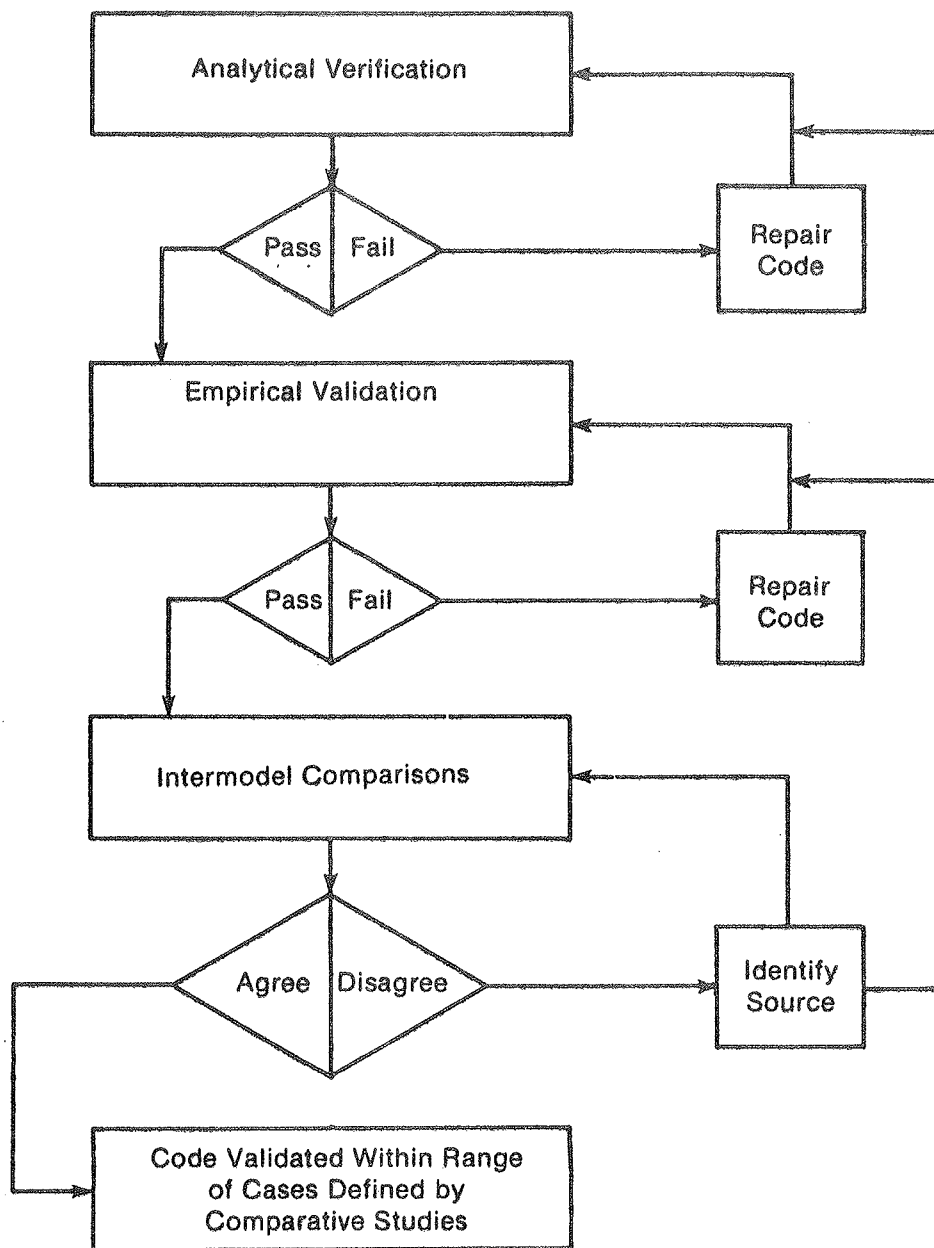 Analytical Verification
Pass
Fail
Repair
Code
Empirical Validation
Pass
Fail
Repair
Code
Intermodel Comparisons
Agree
Disagree
Identify
Source
Code Validated Within Range
of Cases Defined by
Comparative Studies